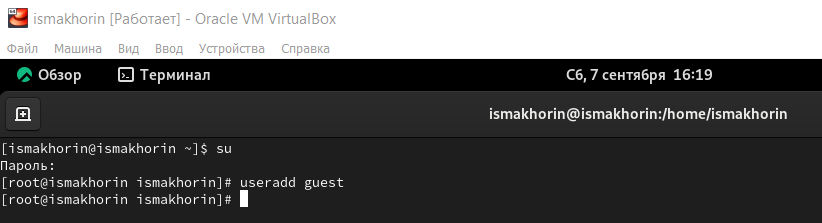 ismakhorin [Работает] - Oracle VM VirtualBox
Файл Машина Вид Ввод Устройства Справка
Обзор Терминал Сб, 7 сентября 16:19
ismakhorin@ismakhorin:/home/ismakhorin
[ismakhorin@ismakhorin ~]$ su
Пароль:
[root@ismakhorin ismakhorin]# useradd guest
[root@ismakhorin ismakhorin]#